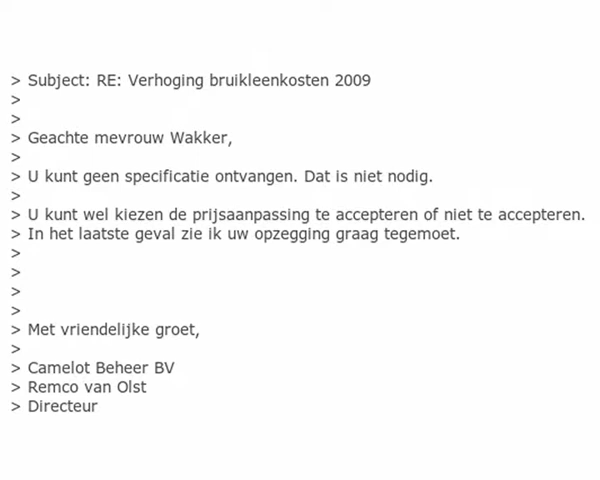 > Subject: RE: Verhoging bruikleenkosten 2009
>
>
> Geachte mevrouw Wakker,
>
> U kunt geen specificatie ontvangen. Dat is niet nodig.
>
> U kunt wel kiezen de prijsaanpassing te accepteren of niet te accepteren.
> In het laatste geval zie ik uw opzegging graag tegemoet.
>
>
>
>
> Met vriendelijke groet,
>
> Camelot Beheer BV
> Remco van Olst
> Directeur